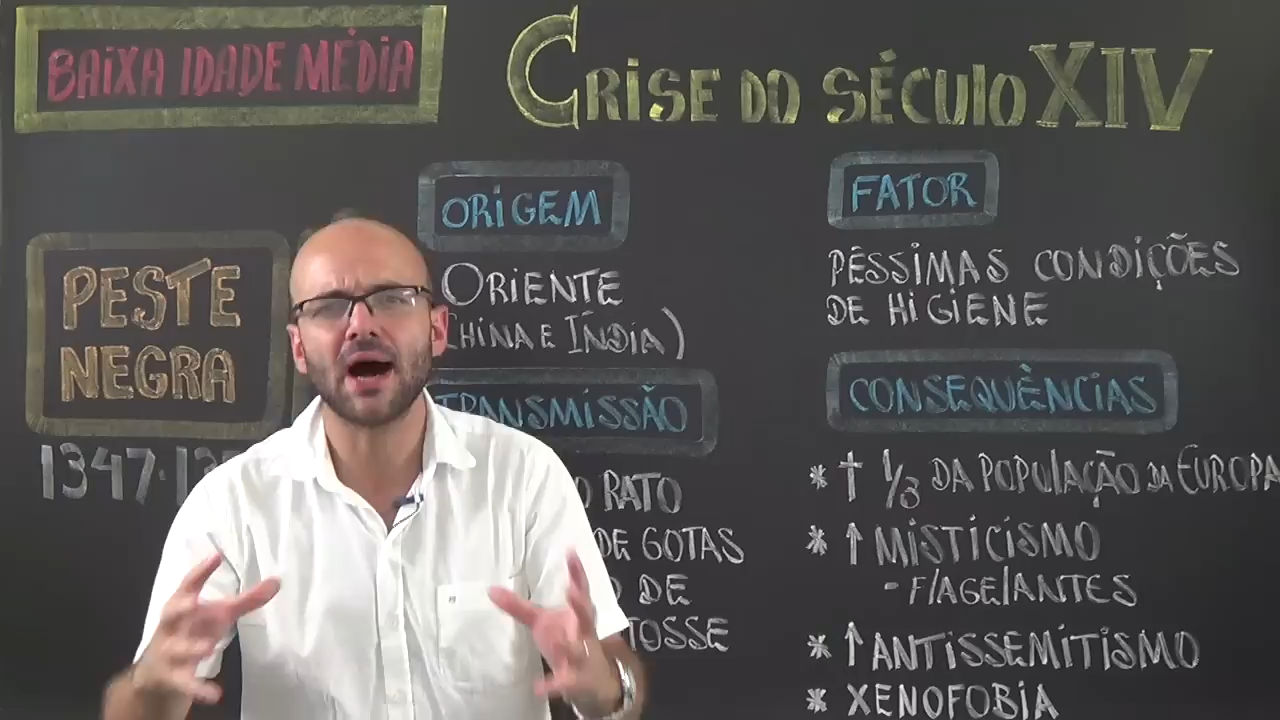 BAIXA IDADE MÉDIA
CRISE DO SÉCULO XIV
PESTE
NEGRA
1347
ORIGEM
ORIENTE
CHINA E ÍNDIA)
TRANSMISSÃO
RATO
DE GOTAS
DE
TOSSE
FATOR
PÉSSIMAS CONDIÇÕES
DE HIGIENE
CONSEQUÊNCIAS
* † 1/3 DA POPULAÇÃO DA EUROPA
* ↑ MISTICISMO
- FLAGELANTES
* ↑ ANTISSEMITISMO
* XENOFOBIA